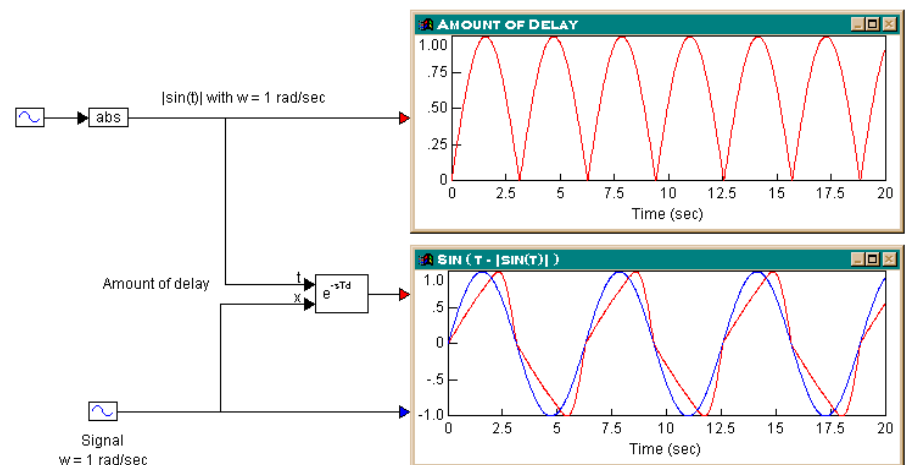 AMOUNT OF DELAY
1.00
.75
.50
.25
0
0 2.5 5 7.5 10 12.5 15 17.5 20
Time (sec)
|sin(t)| with w = 1 rad/sec
abs
Amount of delay
t
x
e^-sTd
SIN ( T - |SIN(T)| )
1.0
.5
0
-.5
-1.0
0 2.5 5 7.5 10 12.5 15 17.5 20
Time (sec)
Signal
w = 1 rad/sec